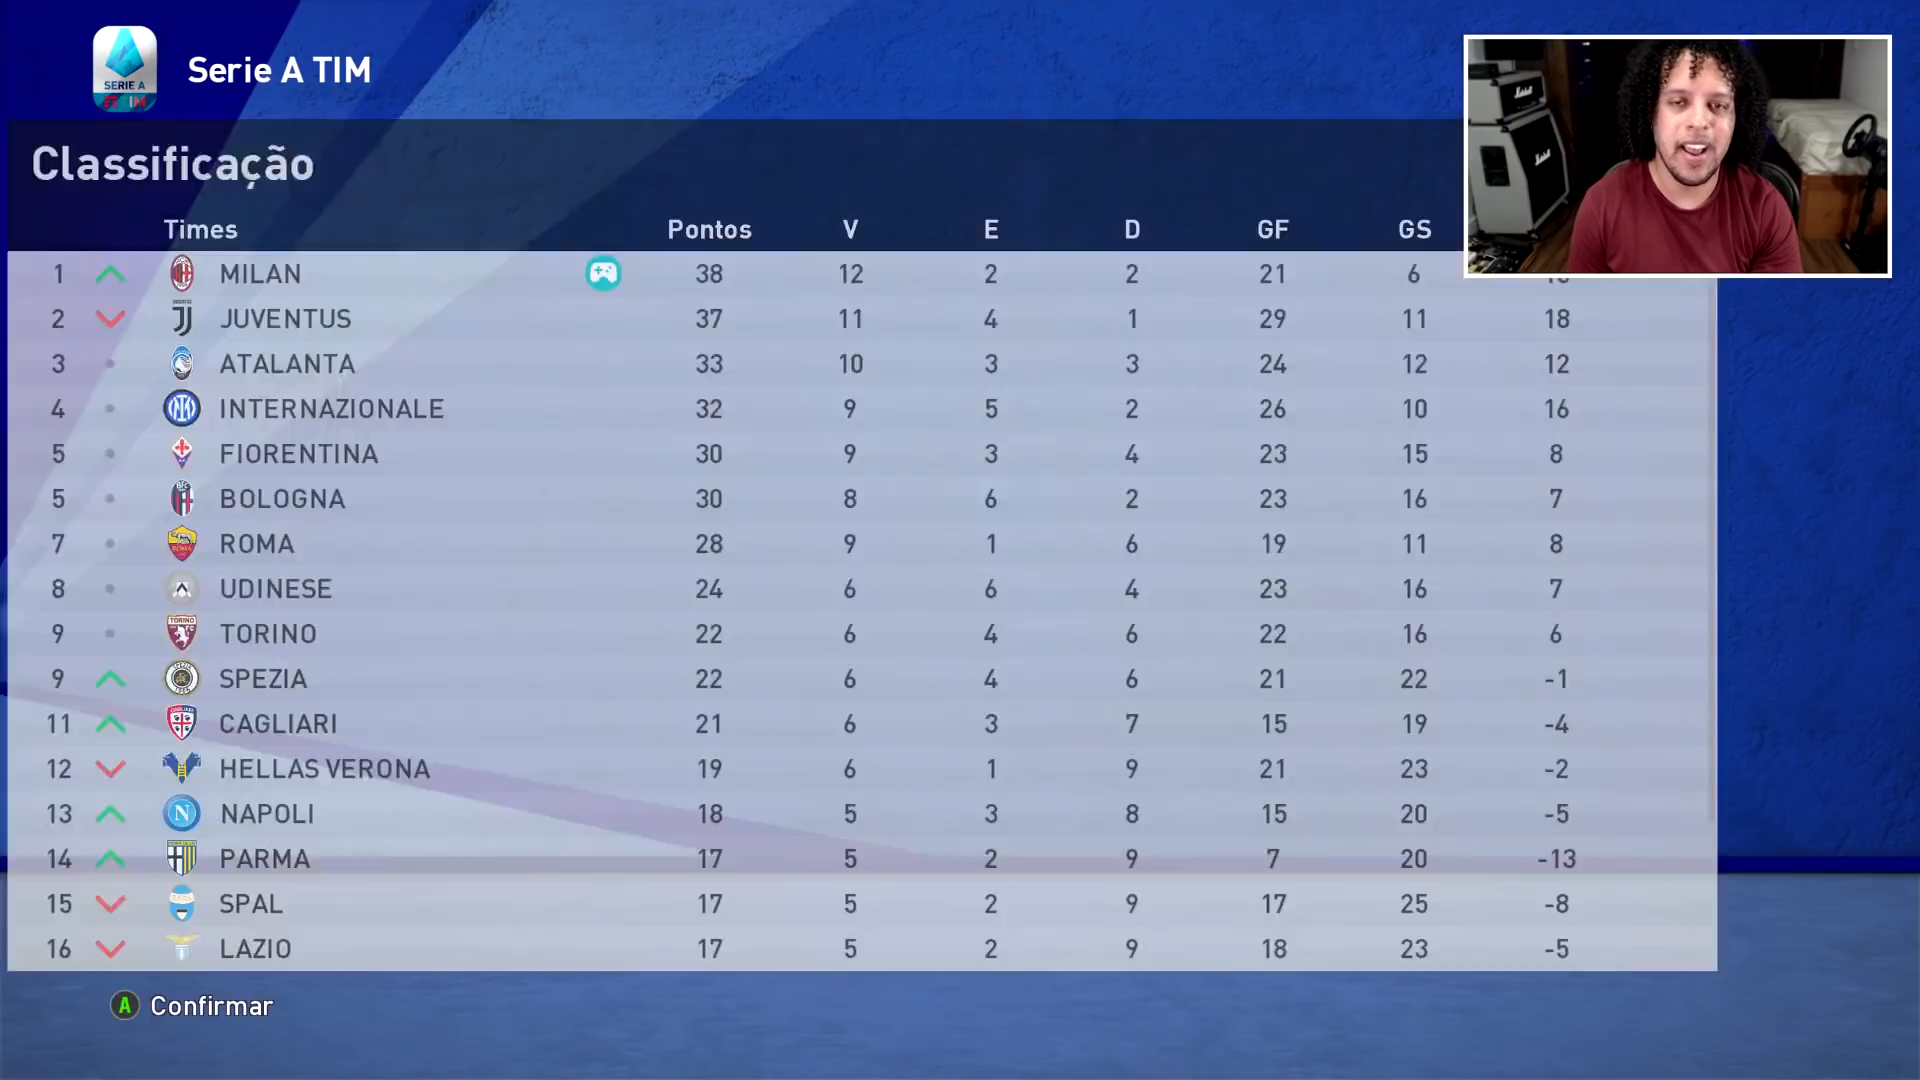 SERIE A
TIM
Serie A TIM
Classificação
Times Pontos V E D GF GS
1 MILAN 38 12 2 2 21 6
2 JUVENTUS 37 11 4 1 29 11 18
3 ATALANTA 33 10 3 3 24 12 12
4 INTERNAZIONALE 32 9 5 2 26 10 16
5 FIORENTINA 30 9 3 4 23 15 8
5 BOLOGNA 30 8 6 2 23 16 7
7 ROMA 28 9 1 6 19 11 8
8 UDINESE 24 6 6 4 23 16 7
9 TORINO 22 6 4 6 22 16 6
9 SPEZIA 22 6 4 6 21 22 -1
11 CAGLIARI 21 6 3 7 15 19 -4
12 HELLAS VERONA 19 6 1 9 21 23 -2
13 NAPOLI 18 5 3 8 15 20 -5
14 PARMA 17 5 2 9 7 20 -13
15 SPAL 17 5 2 9 17 25 -8
16 LAZIO 17 5 2 9 18 23 -5
A Confirmar
Marshall
Marshall